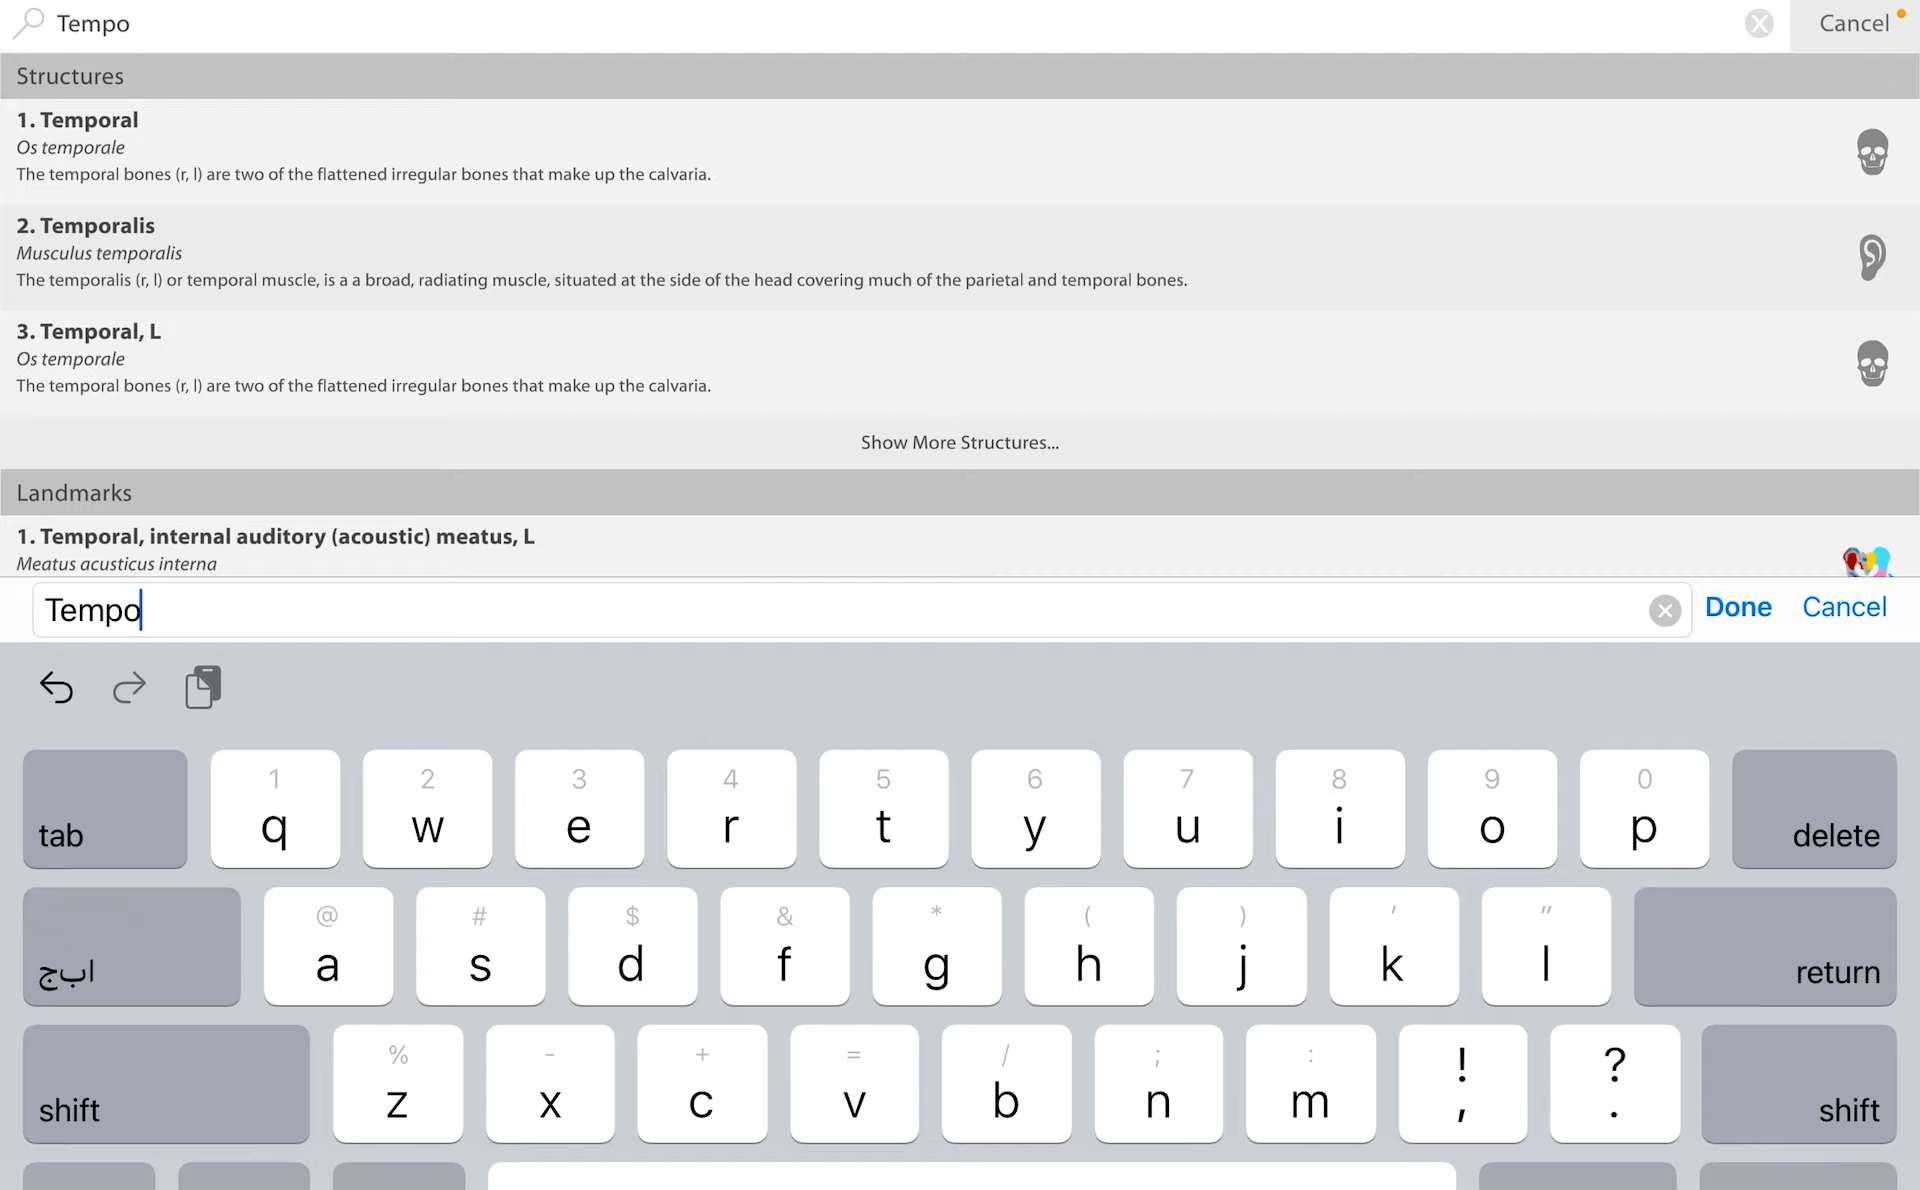 Tempo
Cancel
Structures
1. Temporal
Os temporale
The temporal bones (r, l) are two of the flattened irregular bones that make up the calvaria.
2. Temporalis
Musculus temporalis
The temporalis (r, l) or temporal muscle, is a a broad, radiating muscle, situated at the side of the head covering much of the parietal and temporal bones.
3. Temporal, L
Os temporale
The temporal bones (r, l) are two of the flattened irregular bones that make up the calvaria.
Show More Structures...
Landmarks
1. Temporal, internal auditory (acoustic) meatus, L
Meatus acusticus interna
Tempo
Done Cancel
1 2 3 4 5 6 7 8 9 0
tab q w e r t y u i o p delete
@ # $ & * ( ) ' "
ابج a s d f g h j k l return
% - + = / ; : ! ?
shift z x c v b n m , . shift